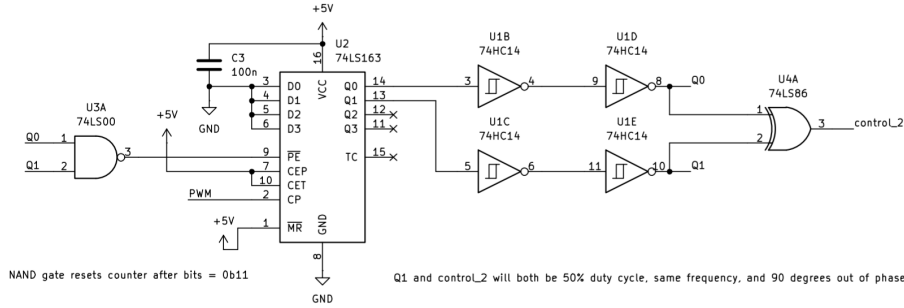 +5V
U2
74LS163
C3
100n
16
VCC
U3A
74LS00
+5V
GND
Q0 1
Q1 2
3
3 D0 Q0 14
4 D1 Q1 13
5 D2 Q2 12
6 D3 Q3 11
9 PE TC 15
7 CEP
10 CET
PWM 2 CP
+5V
1 MR
GND
8
GND
U1B
74HC14
3 4
U1D
74HC14
9 8 Q0
U1C
74HC14
5 6
U1E
74HC14
11 10 Q1
U4A
74LS86
1
2
3 control_2
NAND gate resets counter after bits = 0b11
Q1 and control_2 will both be 50% duty cycle, same frequency, and 90 degrees out of phase